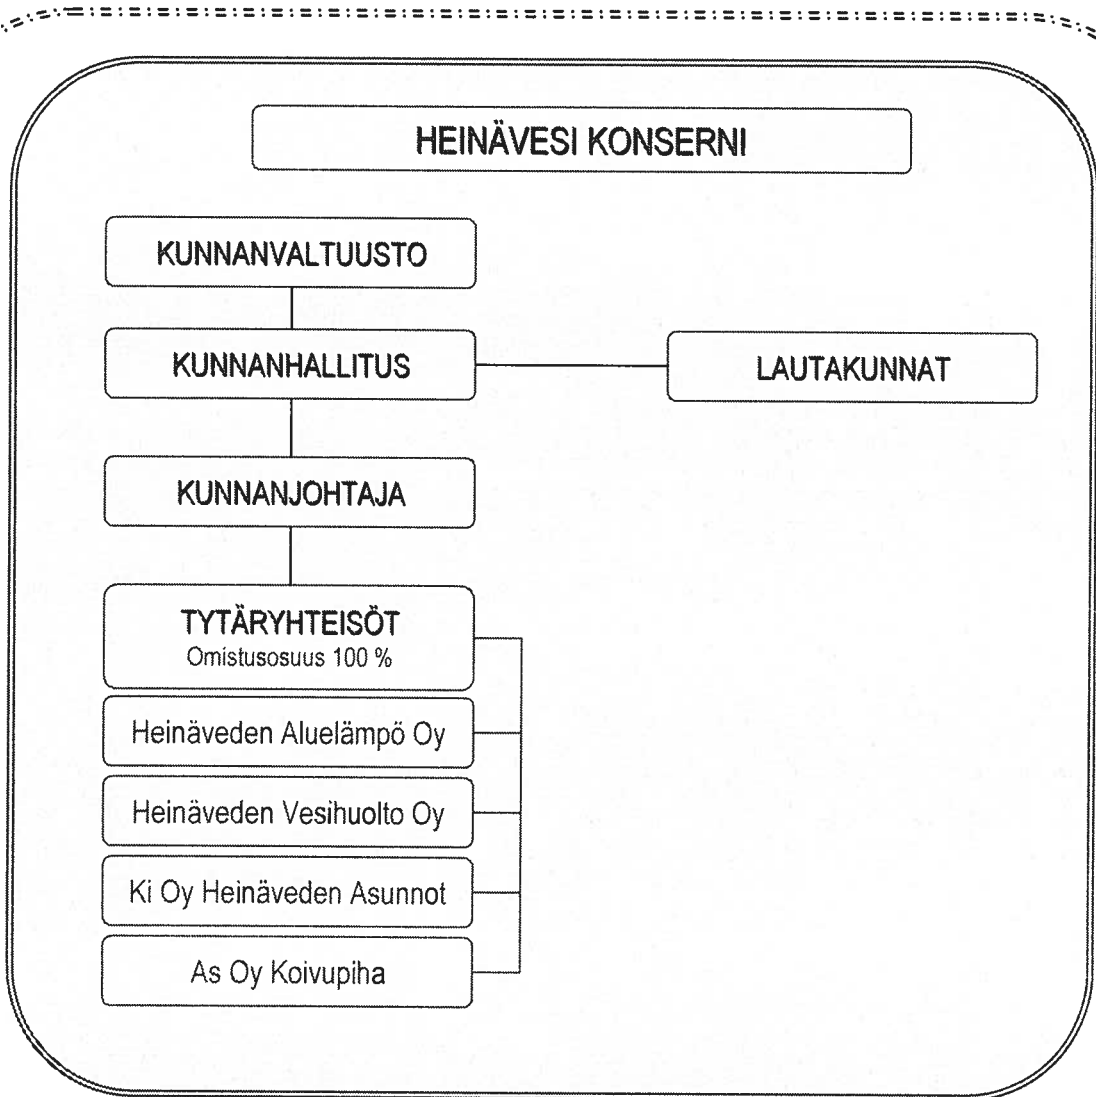 HEINÄVESI KONSERNI
KUNNANVALTUUSTO
KUNNANHALLITUS
LAUTAKUNNAT
KUNNANJOHTAJA
TYTÄRYHTEISÖT
Omistusosuus 100 %
Heinäveden Aluelämpö Oy
Heinäveden Vesihuolto Oy
Ki Oy Heinäveden Asunnot
As Oy Koivupiha